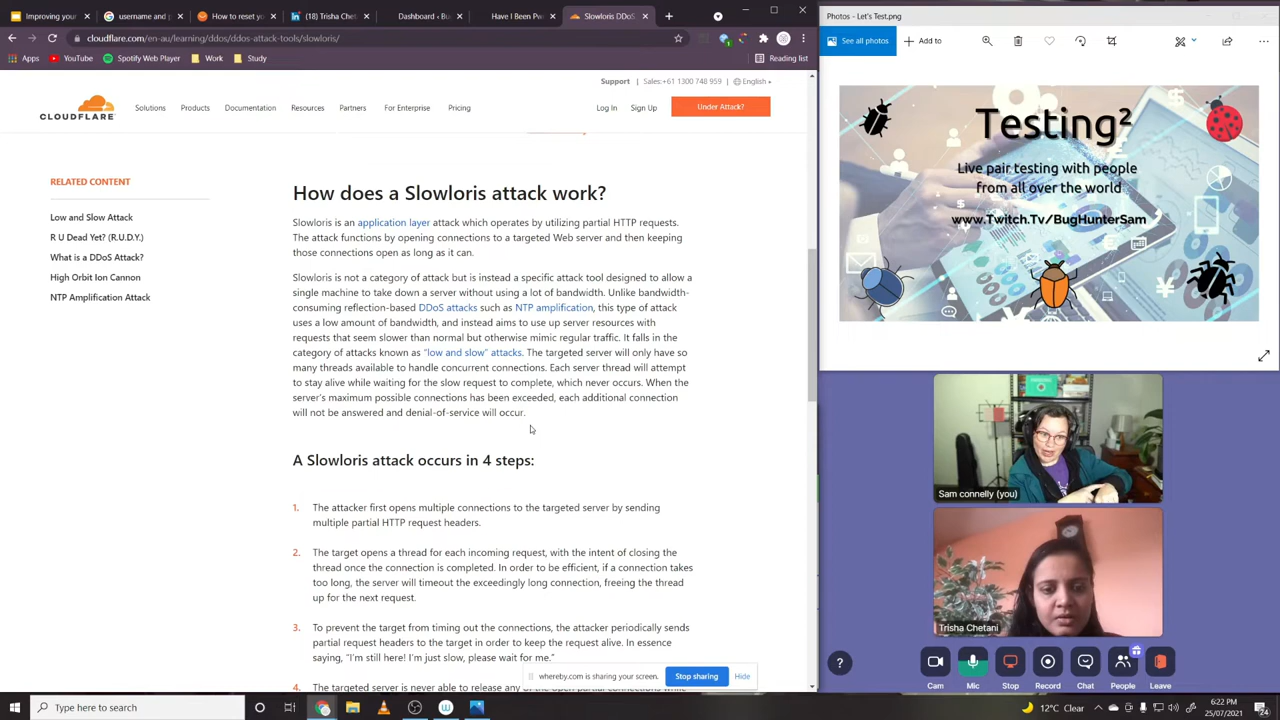 Improving your
username and
How to reset yo
(18) Trisha Chet
Dashboard ‹ Bu
Have I Been Pw
Slowloris DDoS
cloudflare.com/en-au/learning/ddos/ddos-attack-tools/slowloris/
Apps
YouTube
Spotify Web Player
Work
Study
Reading list
Support
Sales:+61 1300 748 959
English
CLOUDFLARE
Solutions
Products
Documentation
Resources
Partners
For Enterprise
Pricing
Log In
Sign Up
Under Attack?
RELATED CONTENT
Low and Slow Attack
R U Dead Yet? (R.U.D.Y.)
What is a DDoS Attack?
High Orbit Ion Cannon
NTP Amplification Attack
How does a Slowloris attack work?
Slowloris is an application layer attack which operates by utilizing partial HTTP requests.
The attack functions by opening connections to a targeted Web server and then keeping
those connections open as long as it can.
Slowloris is not a category of attack but is instead a specific attack tool designed to allow a
single machine to take down a server without using a lot of bandwidth. Unlike bandwidth-
consuming reflection-based DDoS attacks such as NTP amplification, this type of attack
uses a low amount of bandwidth, and instead aims to use up server resources with
requests that seem slower than normal but otherwise mimic regular traffic. It falls in the
category of attacks known as "low and slow" attacks. The targeted server will only have so
many threads available to handle concurrent connections. Each server thread will attempt
to stay alive while waiting for the slow request to complete, which never occurs. When the
server's maximum possible connections has been exceeded, each additional connection
will not be answered and denial-of-service will occur.
A Slowloris attack occurs in 4 steps:
1. The attacker first opens multiple connections to the targeted server by sending
multiple partial HTTP request headers.
2. The target opens a thread for each incoming request, with the intent of closing the
thread once the connection is completed. In order to be efficient, if a connection takes
too long, the server will timeout the exceedingly long connection, freeing the thread
up for the next request.
3. To prevent the target from timing out the connections, the attacker periodically sends
partial request headers to the target in order to keep the request alive. In essence
saying, "I'm still here! I'm just slow, please wait for me."
4. The targeted server is never able to release any of the open partial connections while
whereby.com is sharing your screen.
Stop sharing
Hide
Photos - Let's Test.png
See all photos
Add to
Testing²
Live pair testing with people
from all over the world
www.Twitch.Tv/BugHunterSam
Sam connelly (you)
Trisha Chetani
?
Cam
Mic
Stop
Record
Chat
People
Leave
Type here to search
12°C Clear
6:22 PM
25/07/2021
24